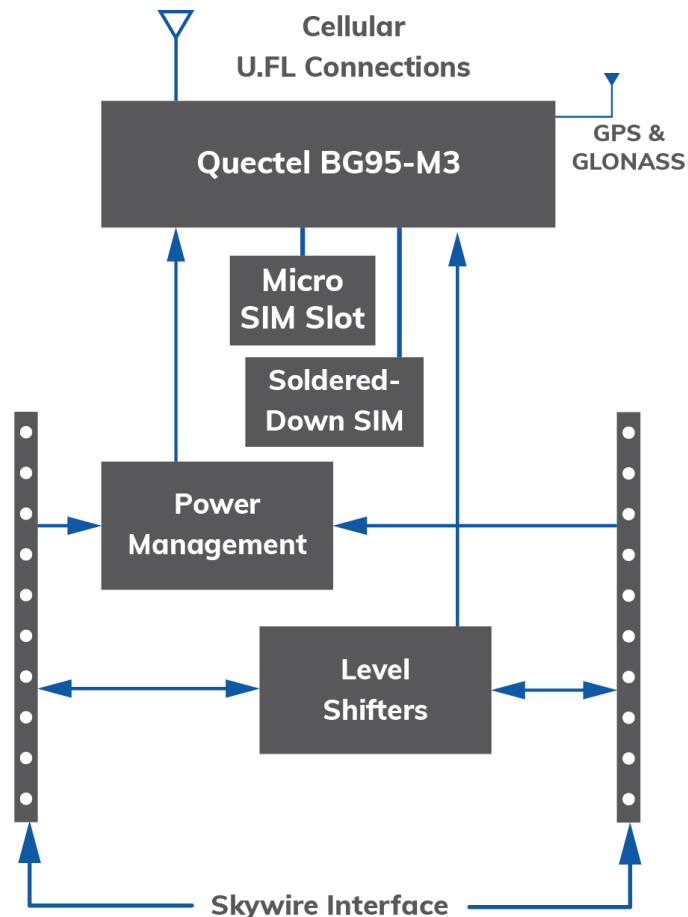 Cellular
U.FL Connections
Quectel BG95-M3
GPS &
GLONASS
Micro
SIM Slot
Soldered-
Down SIM
Power
Management
Level
Shifters
Skywire Interface